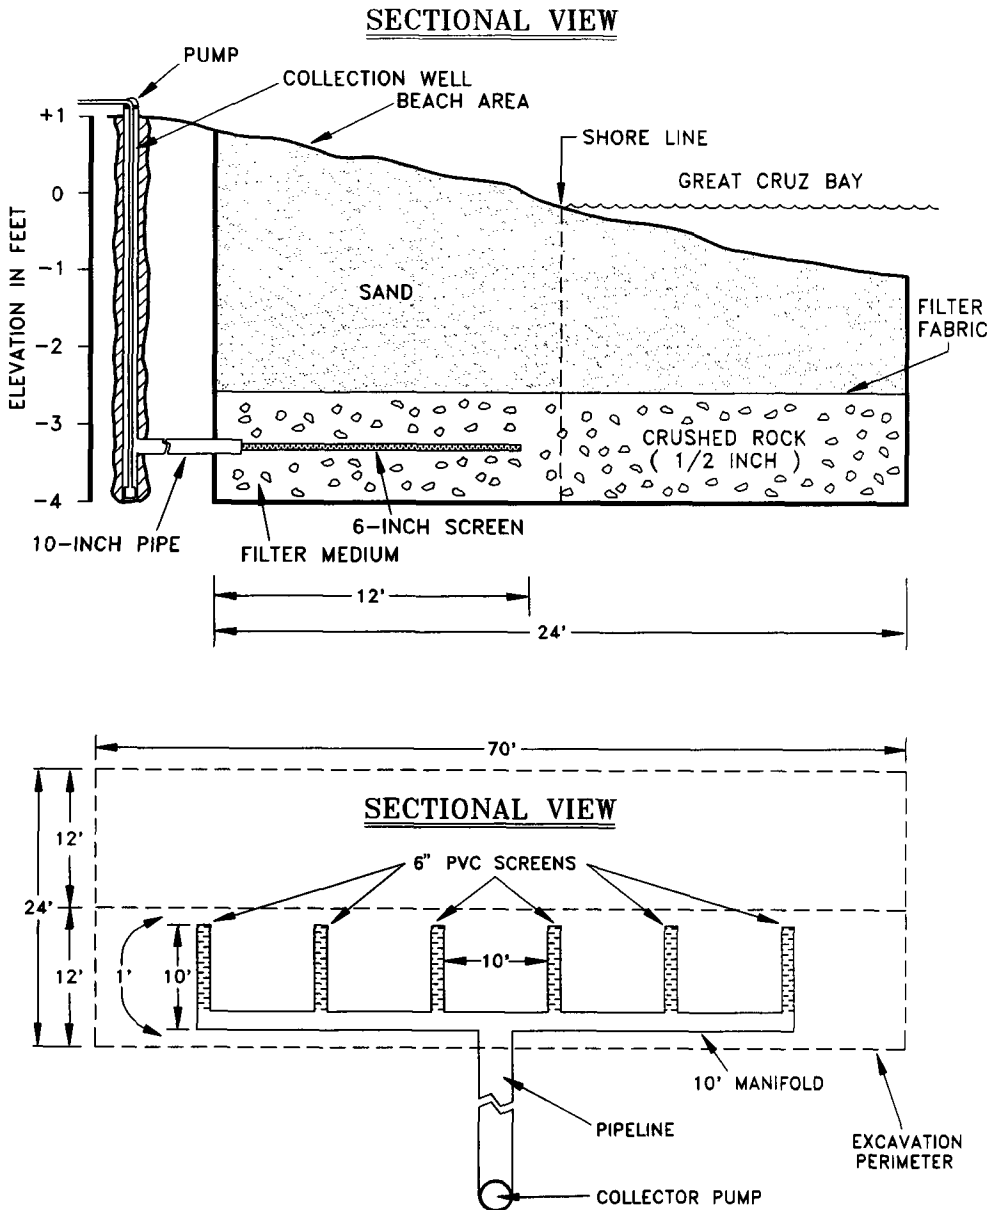 SECTIONAL VIEW
PUMP
COLLECTION WELL
BEACH AREA
+1
SHORE LINE
0
GREAT CRUZ BAY
ELEVATION IN FEET
-1
SAND
-2
FILTER
FABRIC
-3
CRUSHED ROCK
( 1/2 INCH )
-4
10-INCH PIPE
6-INCH SCREEN
FILTER MEDIUM
12'
24'
70'
SECTIONAL VIEW
12'
6" PVC SCREENS
24'
12'
1'
10'
10'
10' MANIFOLD
PIPELINE
EXCAVATION
PERIMETER
COLLECTOR PUMP